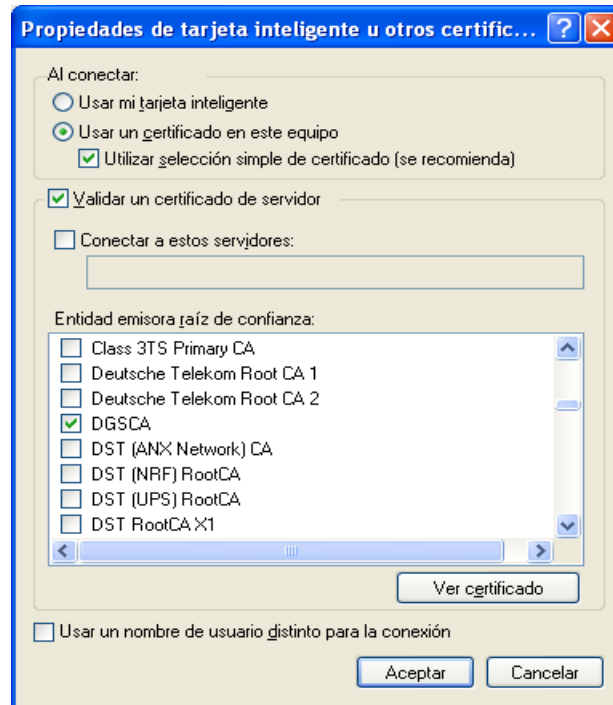 Propiedades de tarjeta inteligente u otros certific...
Al conectar:
Usar mi tarjeta inteligente
Usar un certificado en este equipo
Utilizar selección simple de certificado (se recomienda)
Validar un certificado de servidor
Conectar a estos servidores:
Entidad emisora raíz de confianza:
Class 3TS Primary CA
Deutsche Telekom Root CA 1
Deutsche Telekom Root CA 2
DGSCA
DST (ANX Network) CA
DST (NRF) RootCA
DST (UPS) RootCA
DST RootCA X1
Ver certificado
Usar un nombre de usuario distinto para la conexión
Aceptar Cancelar